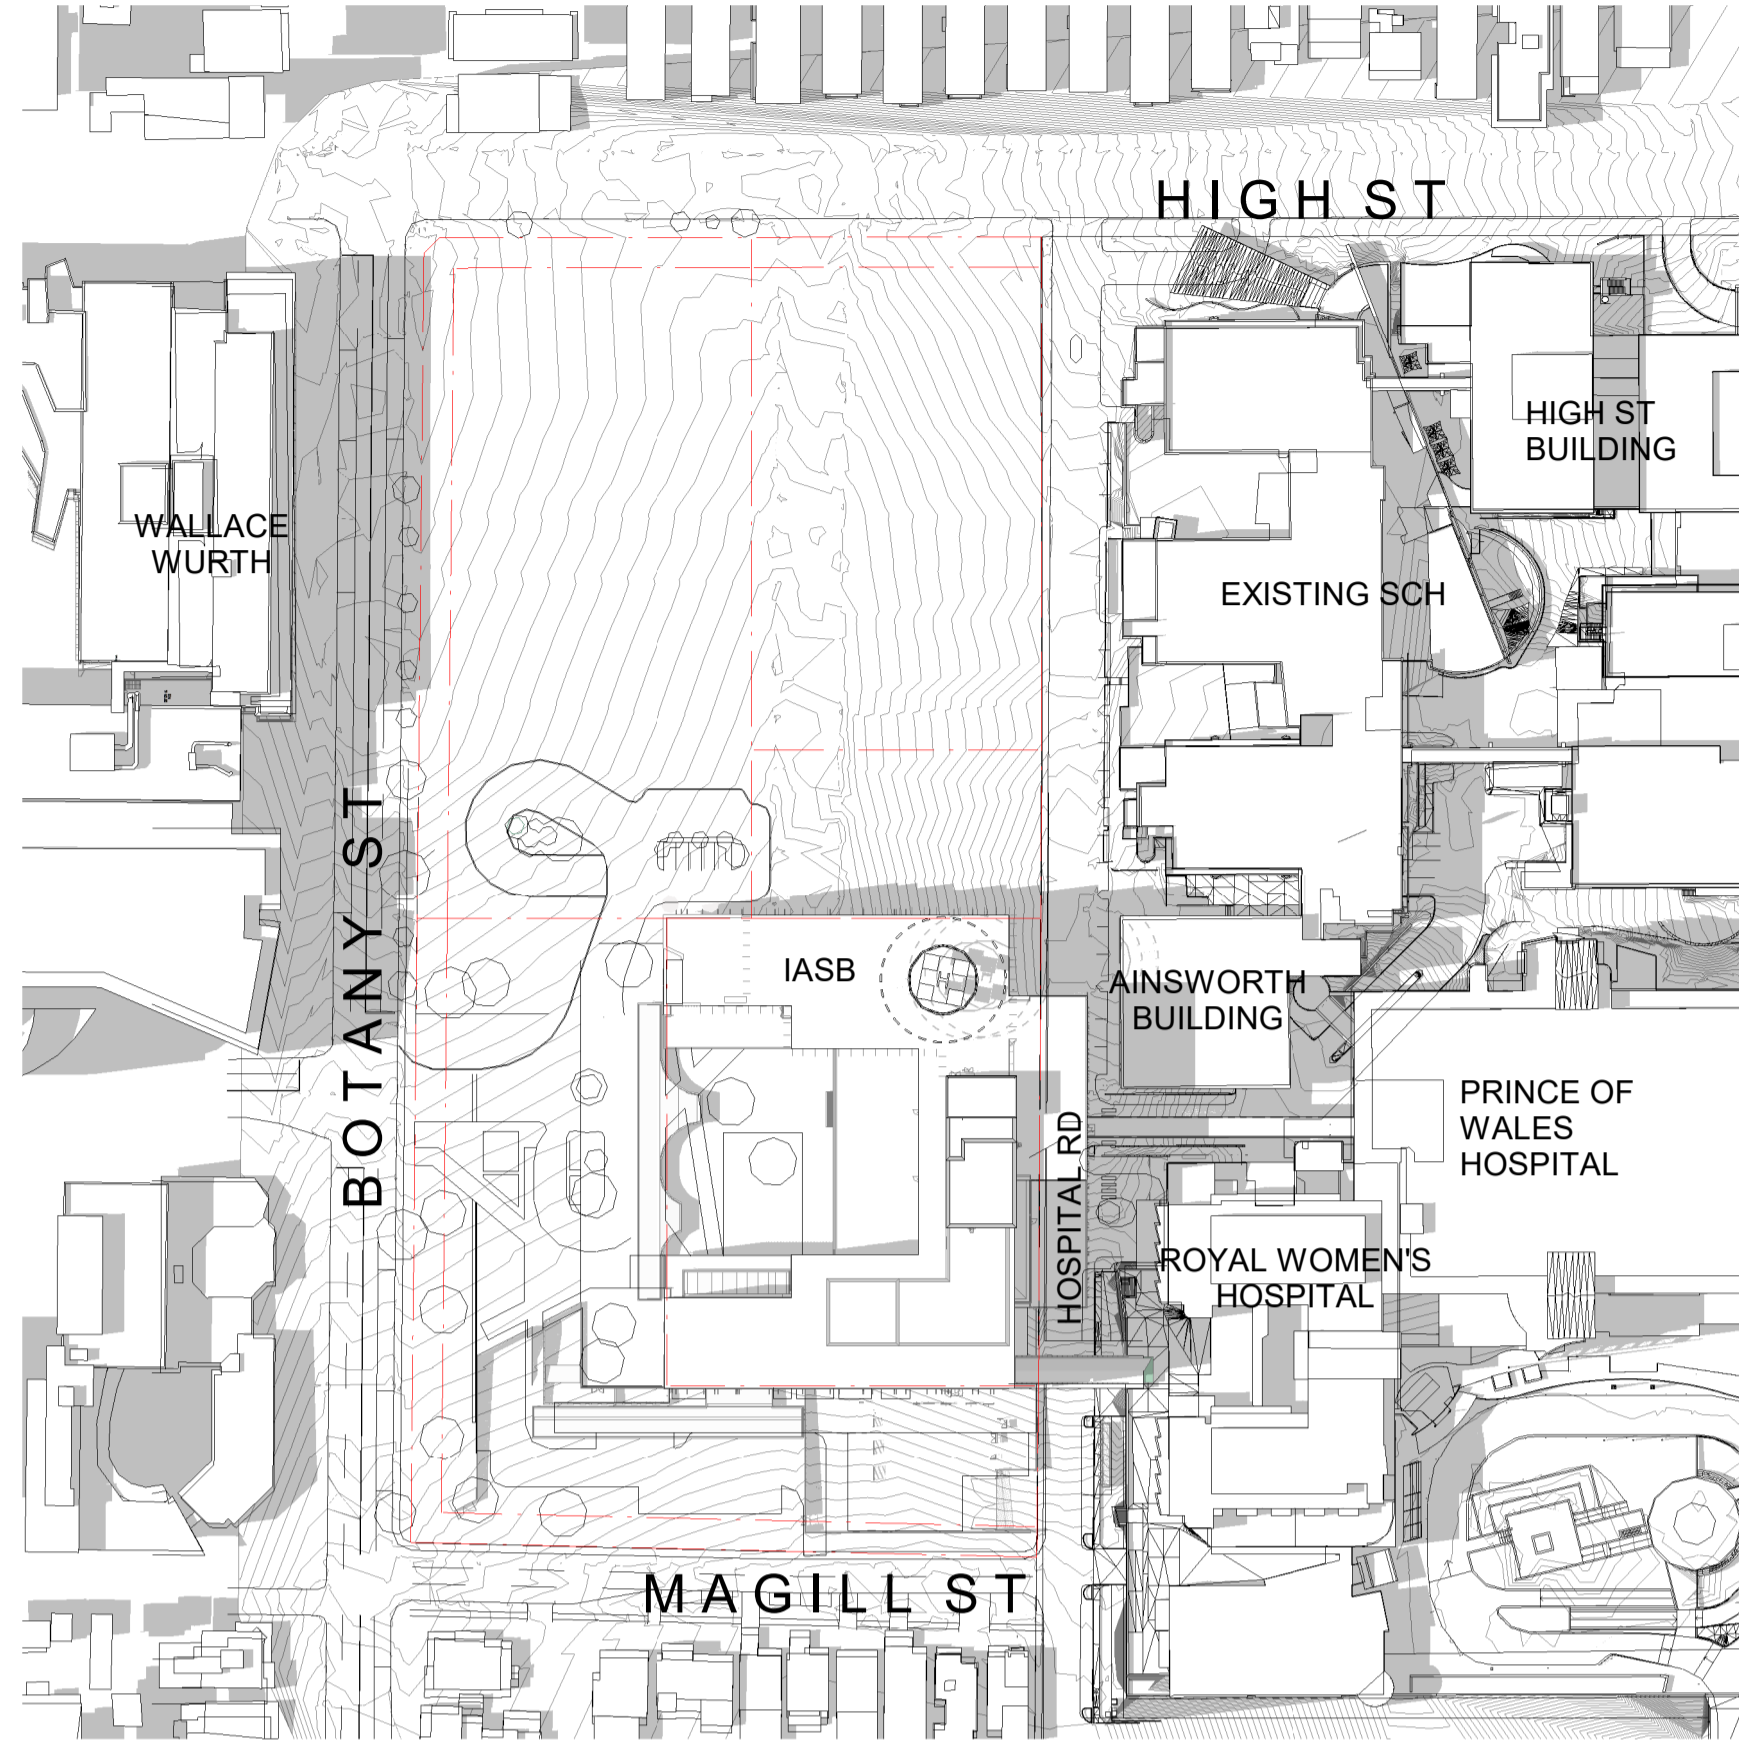 HIGH ST
HIGH ST
BUILDING
WALLACE
WURTH
EXISTING SCH
BOTANY ST
IASB
AINSWORTH
BUILDING
PRINCE OF
WALES
HOSPITAL
HOSPITAL RD
ROYAL WOMEN'S
HOSPITAL
MAGILL ST